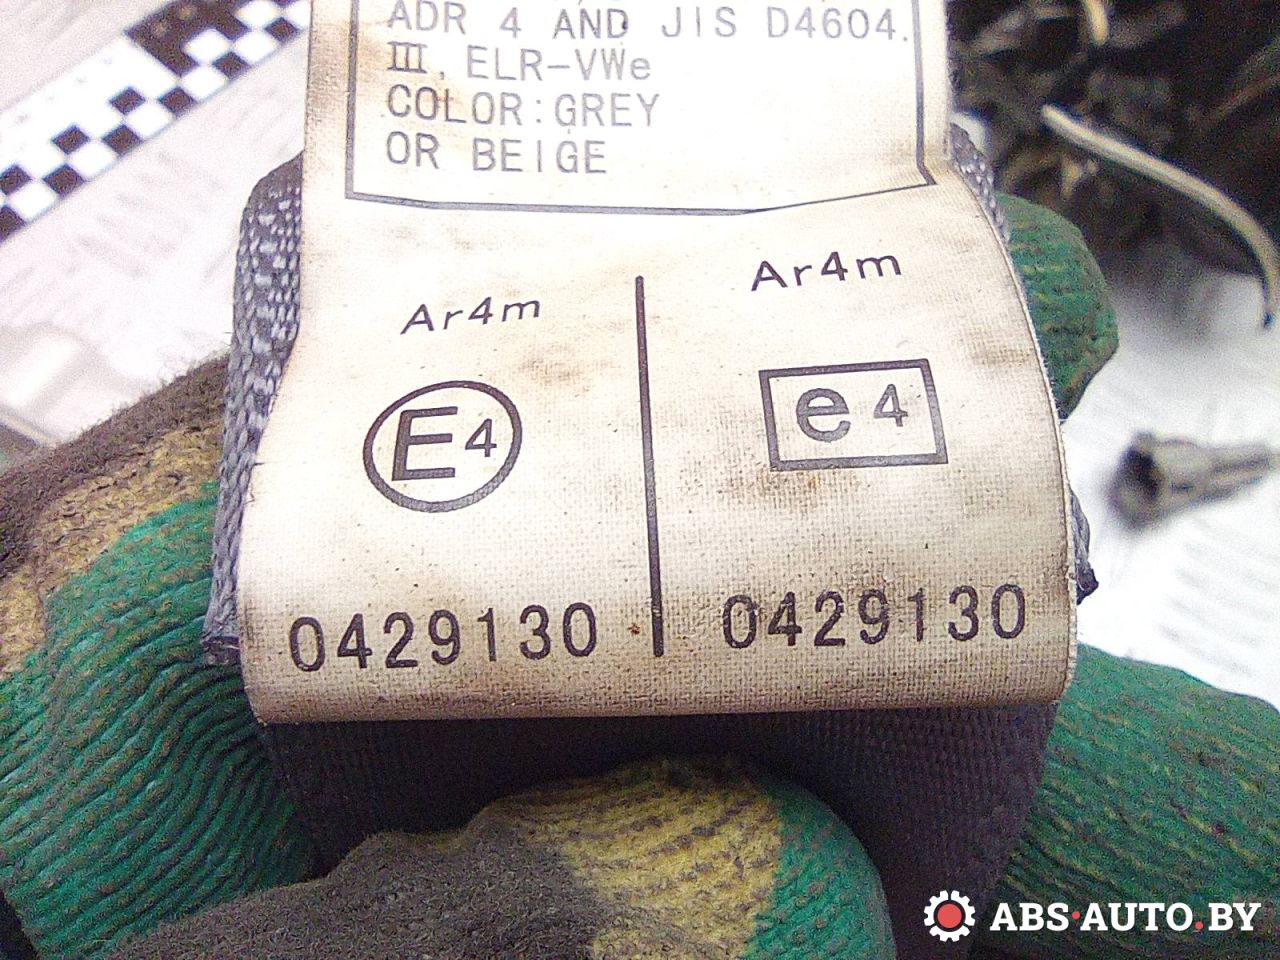 ADR 4 AND JIS D4604.
III, ELR-VWe
COLOR:GREY
OR BEIGE
Ar4m
E4
0429130
Ar4m
e4
0429130
ABS·AUTO.BY